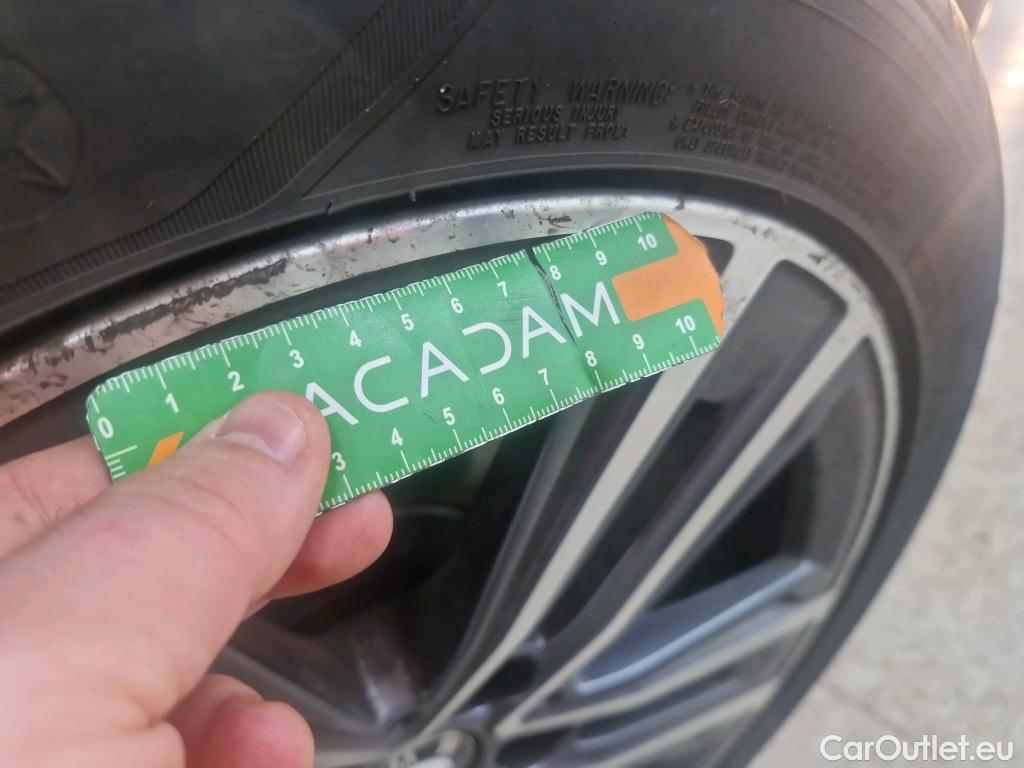 SAFETY WARNING
SERIOUS INJUR
MAY RESULT FROM:
0 1 2 3 4 5 6 7 8 9 10
ACADAM
3 4 5 6 7 8 9 10
CarOutlet.eu